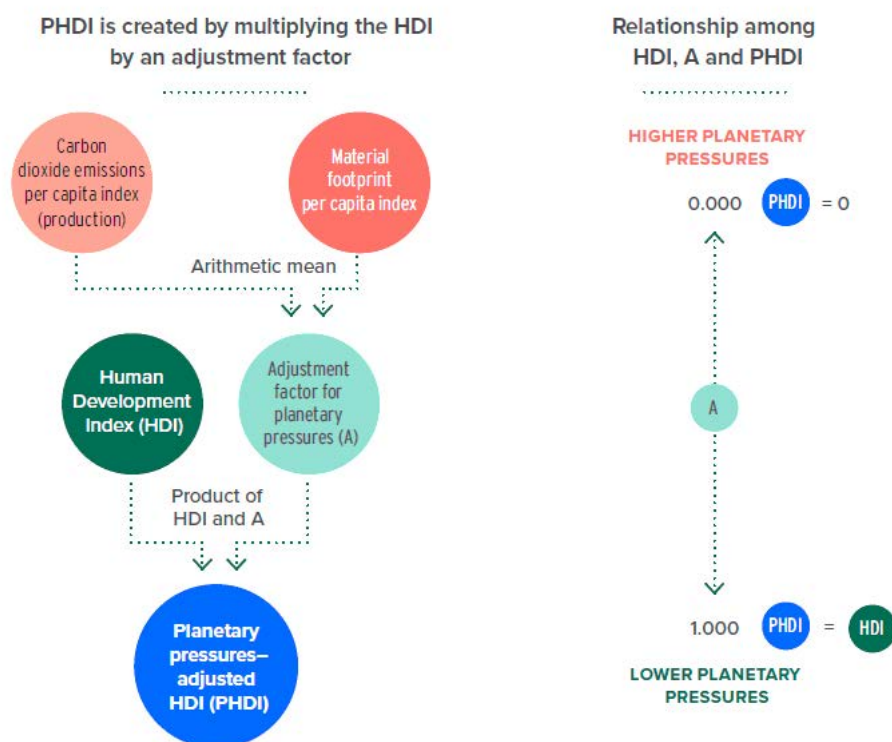 PHDI is created by multiplying the HDI
by an adjustment factor
Carbon
dioxide emissions
per capita index
(production)
Material
footprint
per capita index
Arithmetic mean
Human
Development
Index (HDI)
Adjustment
factor for
planetary
pressures (A)
Product of
HDI and A
Planetary
pressures–
adjusted
HDI (PHDI)
Relationship among
HDI, A and PHDI
HIGHER PLANETARY
PRESSURES
0.000 PHDI = 0
A
1.000 PHDI = HDI
LOWER PLANETARY
PRESSURES